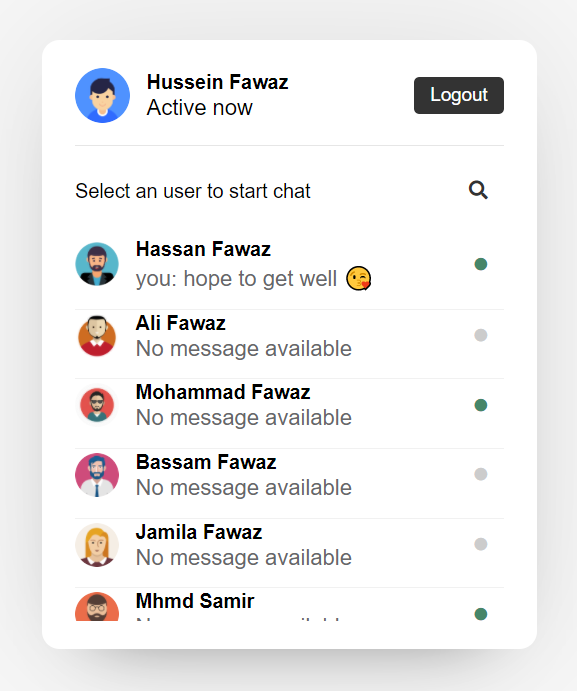 Hussein Fawaz
Active now
Logout
Select an user to start chat
Hassan Fawaz
you: hope to get well 😘
Ali Fawaz
No message available
Mohammad Fawaz
No message available
Bassam Fawaz
No message available
Jamila Fawaz
No message available
Mhmd Samir